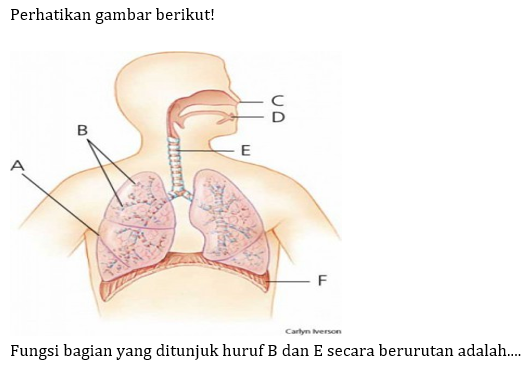 Perhatikan gambar berikut!
C
D
B
E
A
F
Carlyn Iverson
Fungsi bagian yang ditunjuk huruf B dan E secara berurutan adalah....